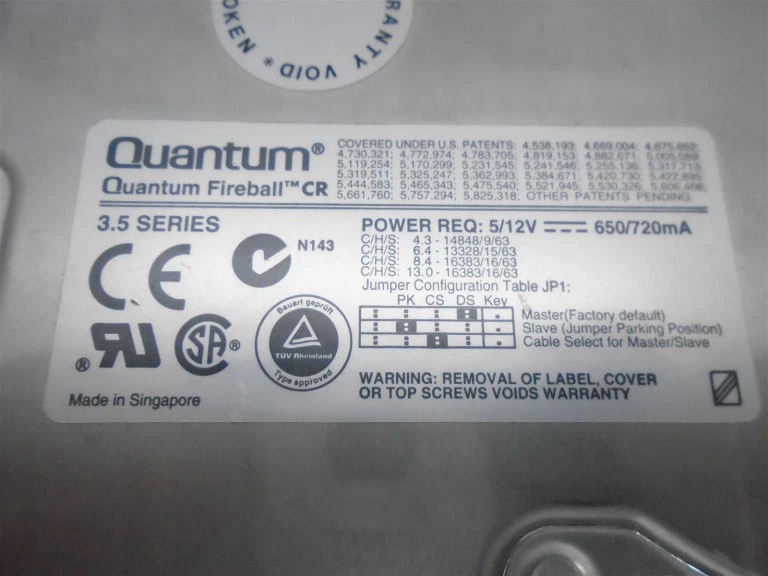 BROKEN * WARRANTY VOID *
Quantum®
Quantum Fireball™CR
COVERED UNDER U.S. PATENTS: 4,538,193; 4,669,004; 4,675,652;
4,730,321; 4,772,974; 4,783,705; 4,819,153; 4,882,671; 5,005,089
5,119,254; 5,170,299; 5,231,545; 5,241,546; 5,255,136; 5,317,713
5,319,511; 5,325,247; 5,362,993; 5,384,671; 5,420,730; 5,422,895
5,444,583; 5,465,343; 5,475,540; 5,521,945; 5,530,326; 5,606,466;
5,661,760; 5,757,294; 5,825,318; OTHER PATENTS PENDING
3.5 SERIES
CE
N143
UR
®
SA
®
Bauart geprüft
TÜV Rheinland
Type approved
Made in Singapore
POWER REQ: 5/12V 650/720mA
C/H/S: 4.3 - 14848/9/63
C/H/S: 6.4 - 13328/15/63
C/H/S: 8.4 - 16383/16/63
C/H/S: 13.0 - 16383/16/63
Jumper Configuration Table JP1:
PK CS DS Key
Master(Factory default)
Slave (Jumper Parking Position)
Cable Select for Master/Slave
WARNING: REMOVAL OF LABEL, COVER
OR TOP SCREWS VOIDS WARRANTY